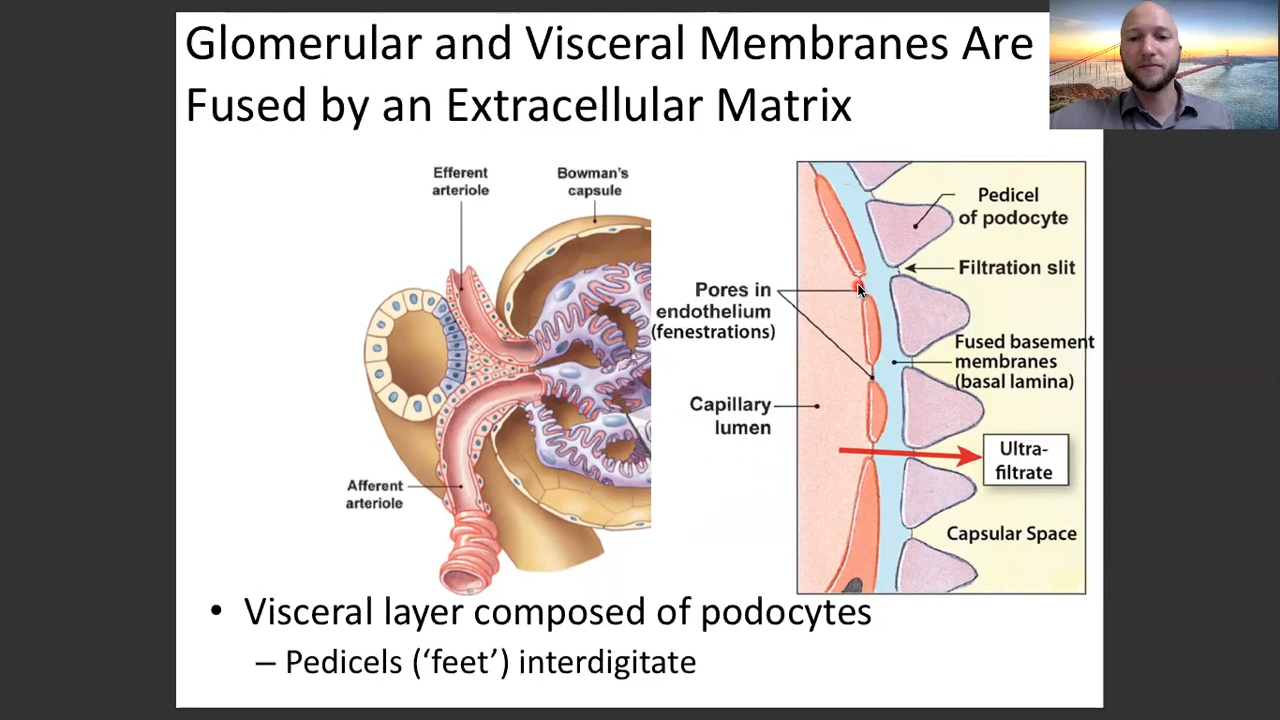 Glomerular and Visceral Membranes Are
Fused by an Extracellular Matrix
Efferent
arteriole
Bowman's
capsule
Afferent
arteriole
Pedicel
of podocyte
Filtration slit
Pores in
endothelium
(fenestrations)
Fused basement
membranes
(basal lamina)
Capillary
lumen
Ultra-
filtrate
Capsular Space
• Visceral layer composed of podocytes
– Pedicels (‘feet’) interdigitate